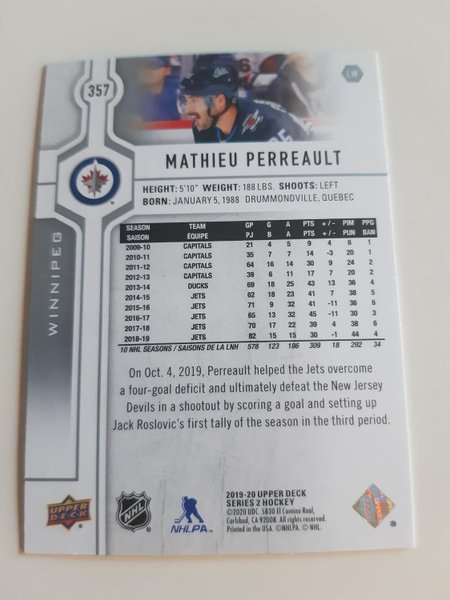 357
LW
MATHIEU PERREAULT
HEIGHT: 5'10" WEIGHT: 188 LBS. SHOOTS: LEFT
BORN: JANUARY 5, 1988 DRUMMONDVILLE, QUEBEC
WINNIPEG
SEASON TEAM GP G A PTS + / - PIM PPG
SAISON ÉQUIPE PJ B A PTS + / - PUN BAN
2009-10 CAPITALS 21 4 5 9 4 6 1
2010-11 CAPITALS 35 7 7 14 -3 20 1
2011-12 CAPITALS 64 16 14 30 9 24 2
2012-13 CAPITALS 39 6 11 17 7 20 2
2013-14 DUCKS 69 18 25 43 13 36 4
2014-15 JETS 62 18 23 41 7 38 5
2015-16 JETS 71 9 32 41 -11 36 6
2016-17 JETS 65 13 32 45 -11 30 3
2017-18 JETS 70 17 22 39 4 38 6
2018-19 JETS 82 15 15 30 -1 44 4
10 NHL SEASONS / SAISONS DE LA LNH 578 123 186 309 18 292 34
On Oct. 4, 2019, Perreault helped the Jets overcome
a four-goal deficit and ultimately defeat the New Jersey
Devils in a shootout by scoring a goal and setting up
Jack Roslovic's first tally of the season in the third period.
UPPER DECK
NHL
NHLPA
2019-20 UPPER DECK
SERIES 2 HOCKEY
©2020 UDC. 5830 El Camino Real,
Carlsbad, CA 92008. All rights reserved.
Printed in the USA. ©NHLPA. © NHL.